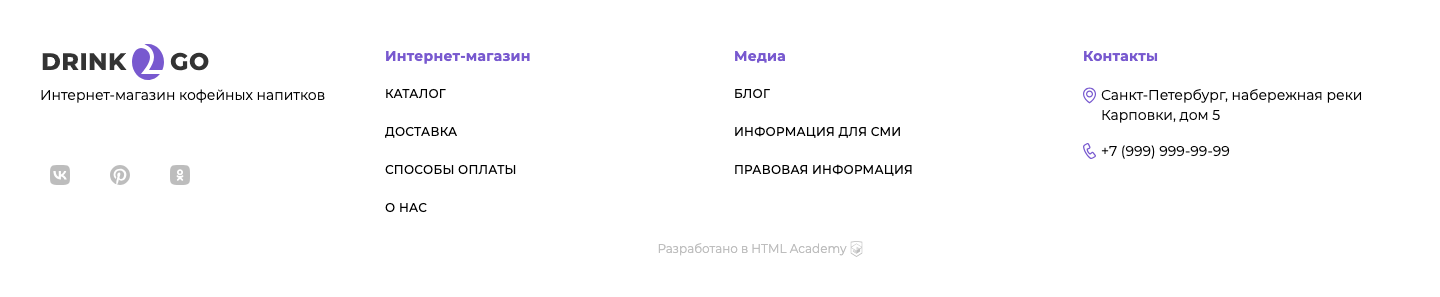 DRINK 2 GO
Интернет-магазин кофейных напитков
Интернет-магазин
КАТАЛОГ
ДОСТАВКА
СПОСОБЫ ОПЛАТЫ
О НАС
Медиа
БЛОГ
ИНФОРМАЦИЯ ДЛЯ СМИ
ПРАВОВАЯ ИНФОРМАЦИЯ
Контакты
Санкт-Петербург, набережная реки
Карповки, дом 5
+7 (999) 999-99-99
Разработано в HTML Academy